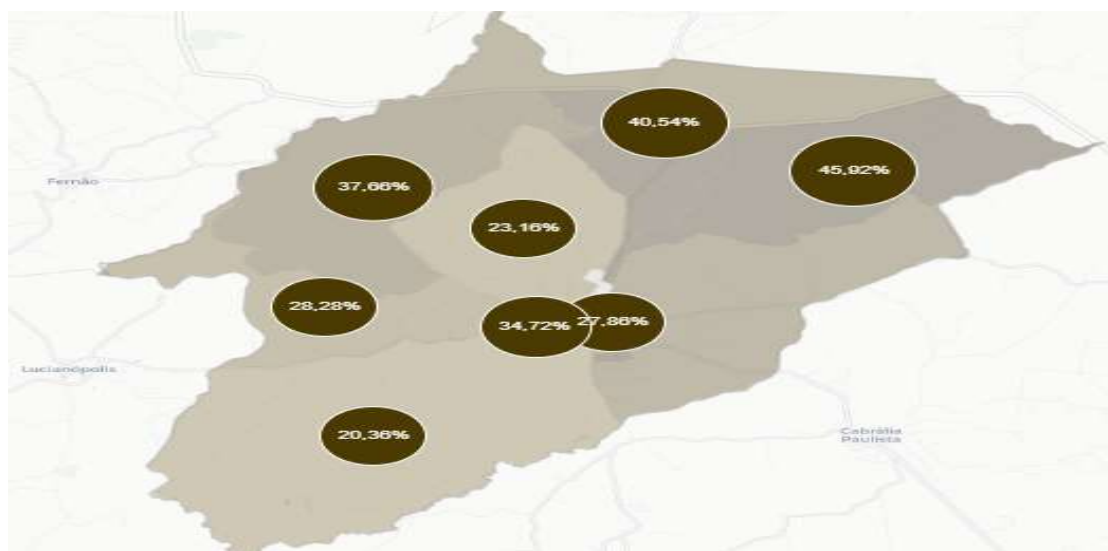 40,54%
45,92%
Fernão
37,66%
23,16%
28,28%
34,72%
27,86%
Lucianópolis
20,36%
Cabrália
Paulista